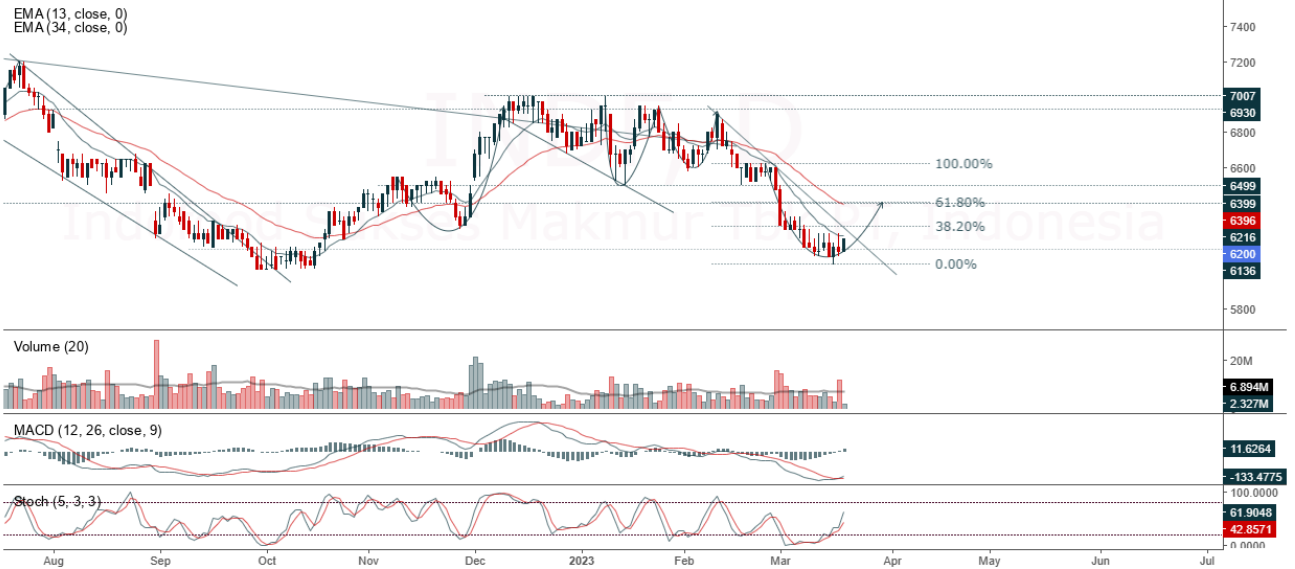 EMA (13, close, 0)
EMA (34, close, 0)
7400
7200
7007
6930
6800
6600
100.00%
6499
61.80%
6399
6396
38.20%
6216
6200
0.00%
6136
5800
Volume (20)
20M
6.894M
2.327M
MACD (12, 26, close, 9)
11.6264
-133.4775
Stoch (5, 3, 3)
100.0000
61.9048
42.8571
0.0000
Aug Sep Oct Nov Dec 2023 Feb Mar Apr May Jun Jul